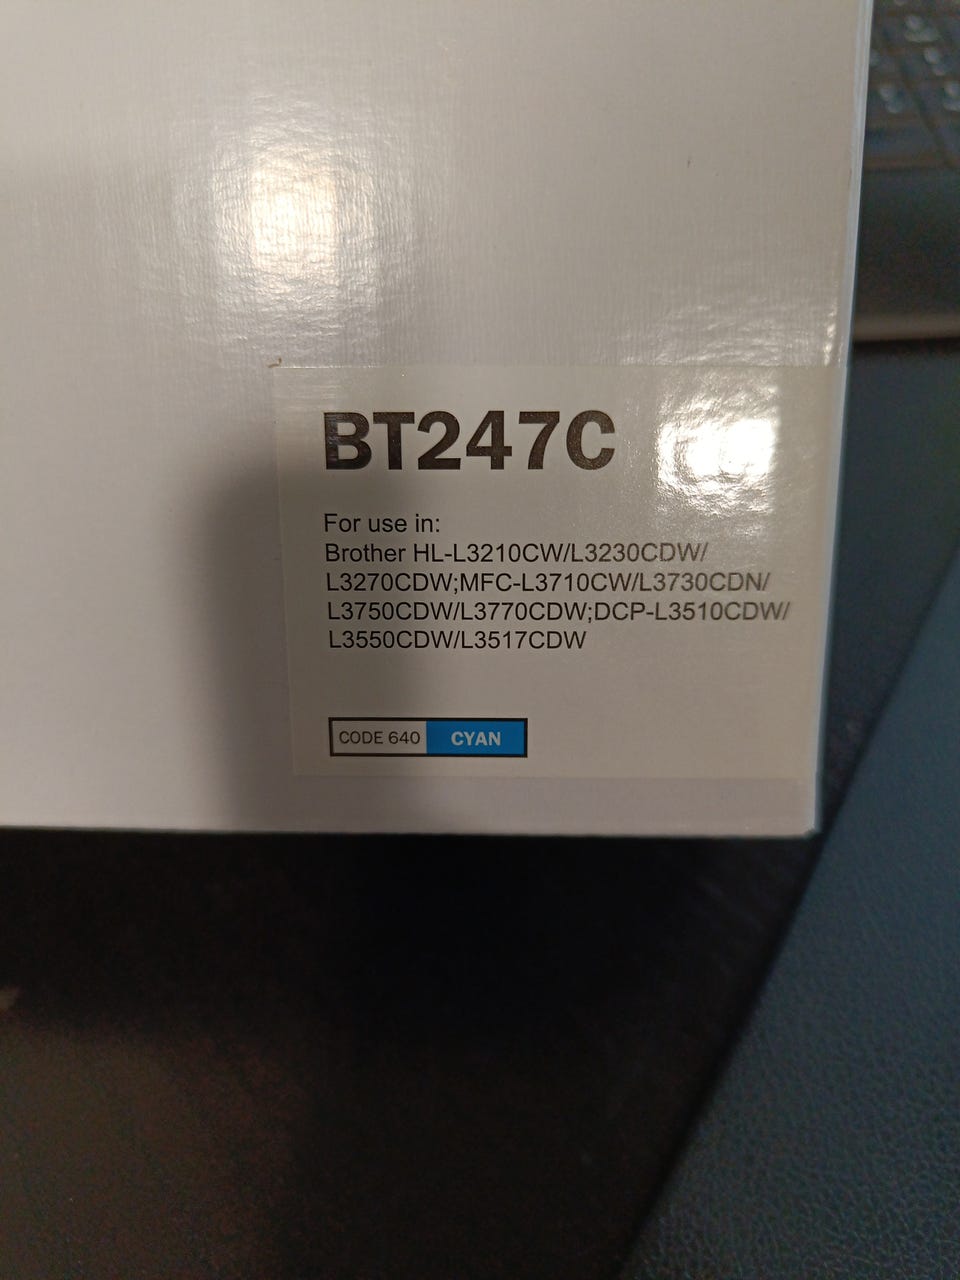 BT247C
For use in:
Brother HL-L3210CW/L3230CDW/
L3270CDW;MFC-L3710CW/L3730CDN/
L3750CDW/L3770CDW;DCP-L3510CDW/
L3550CDW/L3517CDW
CODE 640 CYAN